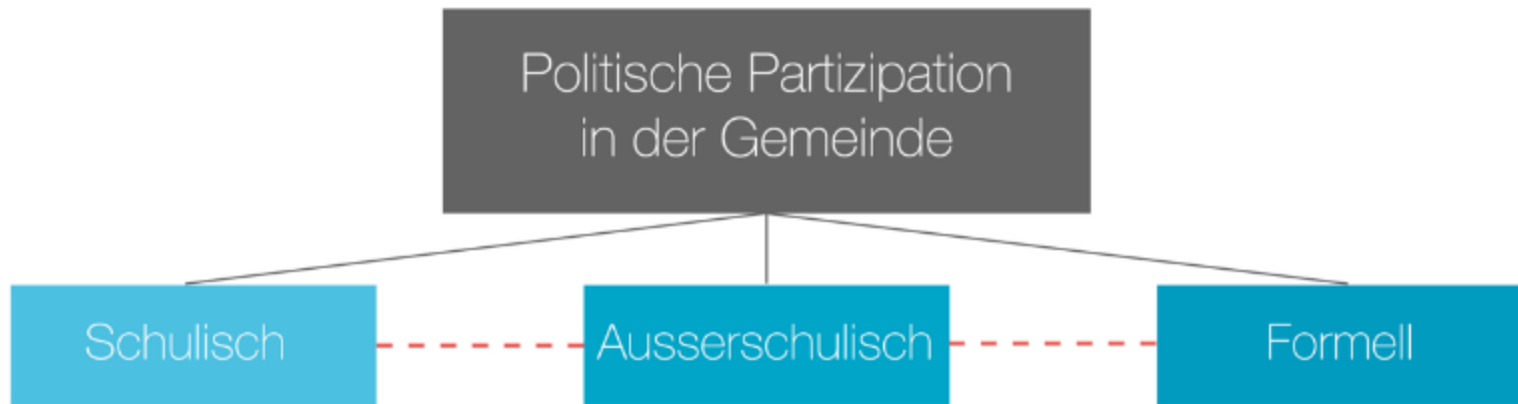 Politische Partizipation
in der Gemeinde
Schulisch
Ausserschulisch
Formell